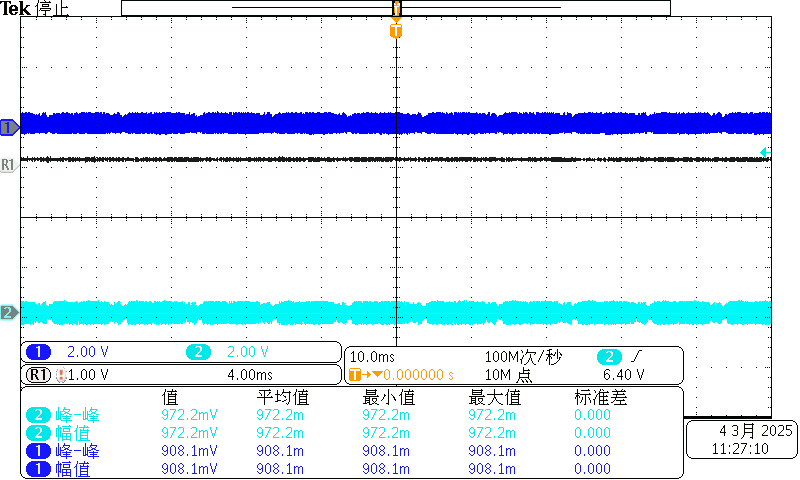 Tek 停止
T
1
R1
2
1 2.00 V 2 2.00 V
R1 1.00 V 4.00ms
10.0ms 100M次/秒 2
T→▼0.000000 s 10M 点 6.40 V
值 平均值 最小值 最大值 标准差
2 峰-峰 972.2mV 972.2m 972.2m 972.2m 0.000
2 幅值 972.2mV 972.2m 972.2m 972.2m 0.000
1 峰-峰 908.1mV 908.1m 908.1m 908.1m 0.000
1 幅值 908.1mV 908.1m 908.1m 908.1m 0.000
4 3月 2025
11:27:10